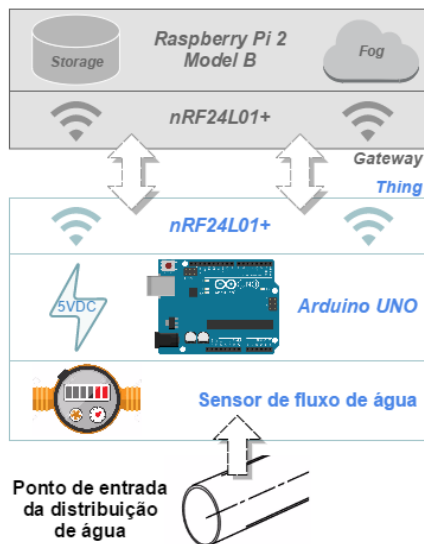 Raspberry Pi 2
Model B
Storage
Fog
nRF24L01+
Gateway
Thing
nRF24L01+
5VDC
Arduino UNO
Sensor de fluxo de água
Ponto de entrada
da distribuição
de água